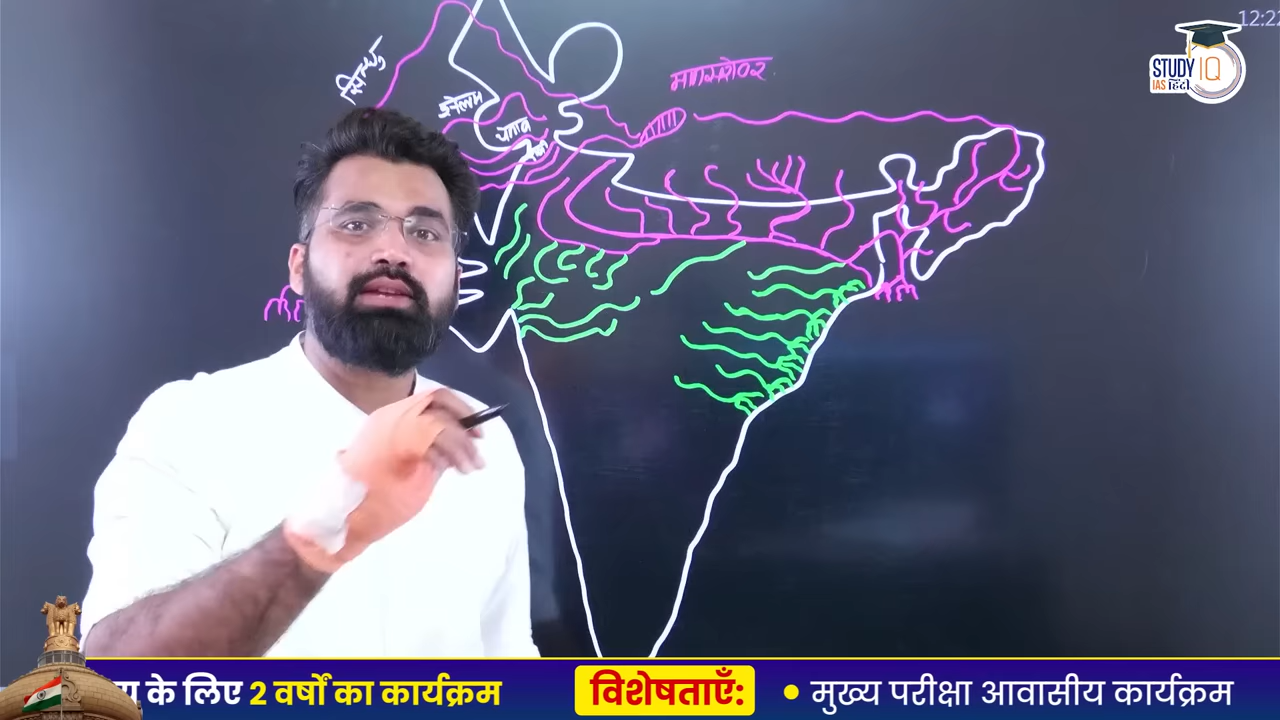 12:22
STUDY IQ
IAS हिंदी
सिन्धु
मानसरोवर
झेलम
चेनाब
रावी
के लिए 2 वर्षों का कार्यक्रम
विशेषताएँ:
• मुख्य परीक्षा आवासीय कार्यक्रम